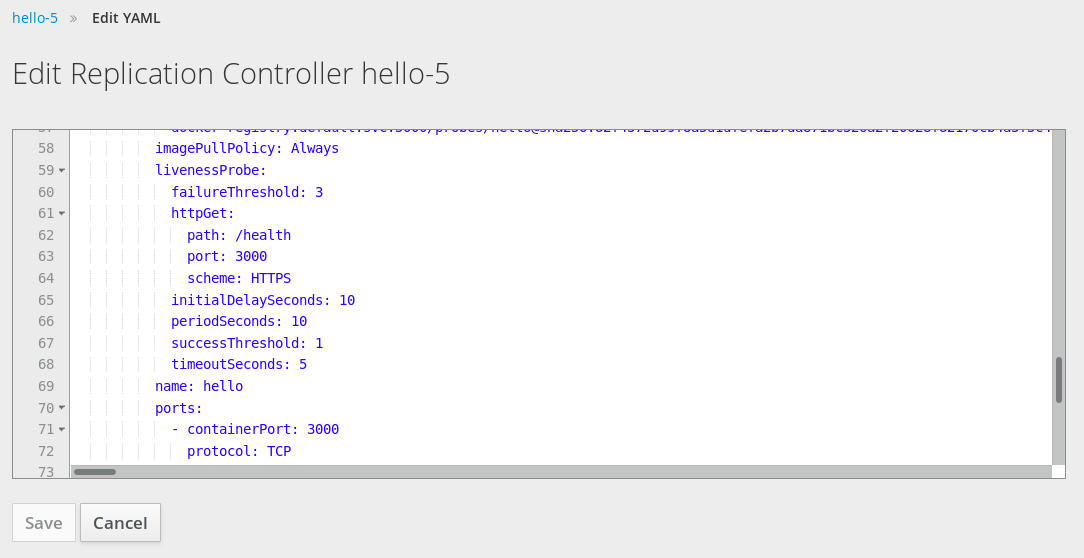 hello-5 » Edit YAML
Edit Replication Controller hello-5
58 imagePullPolicy: Always
59 livenessProbe:
60 failureThreshold: 3
61 httpGet:
62 path: /health
63 port: 3000
64 scheme: HTTPS
65 initialDelaySeconds: 10
66 periodSeconds: 10
67 successThreshold: 1
68 timeoutSeconds: 5
69 name: hello
70 ports:
71 - containerPort: 3000
72 protocol: TCP
73
Save Cancel